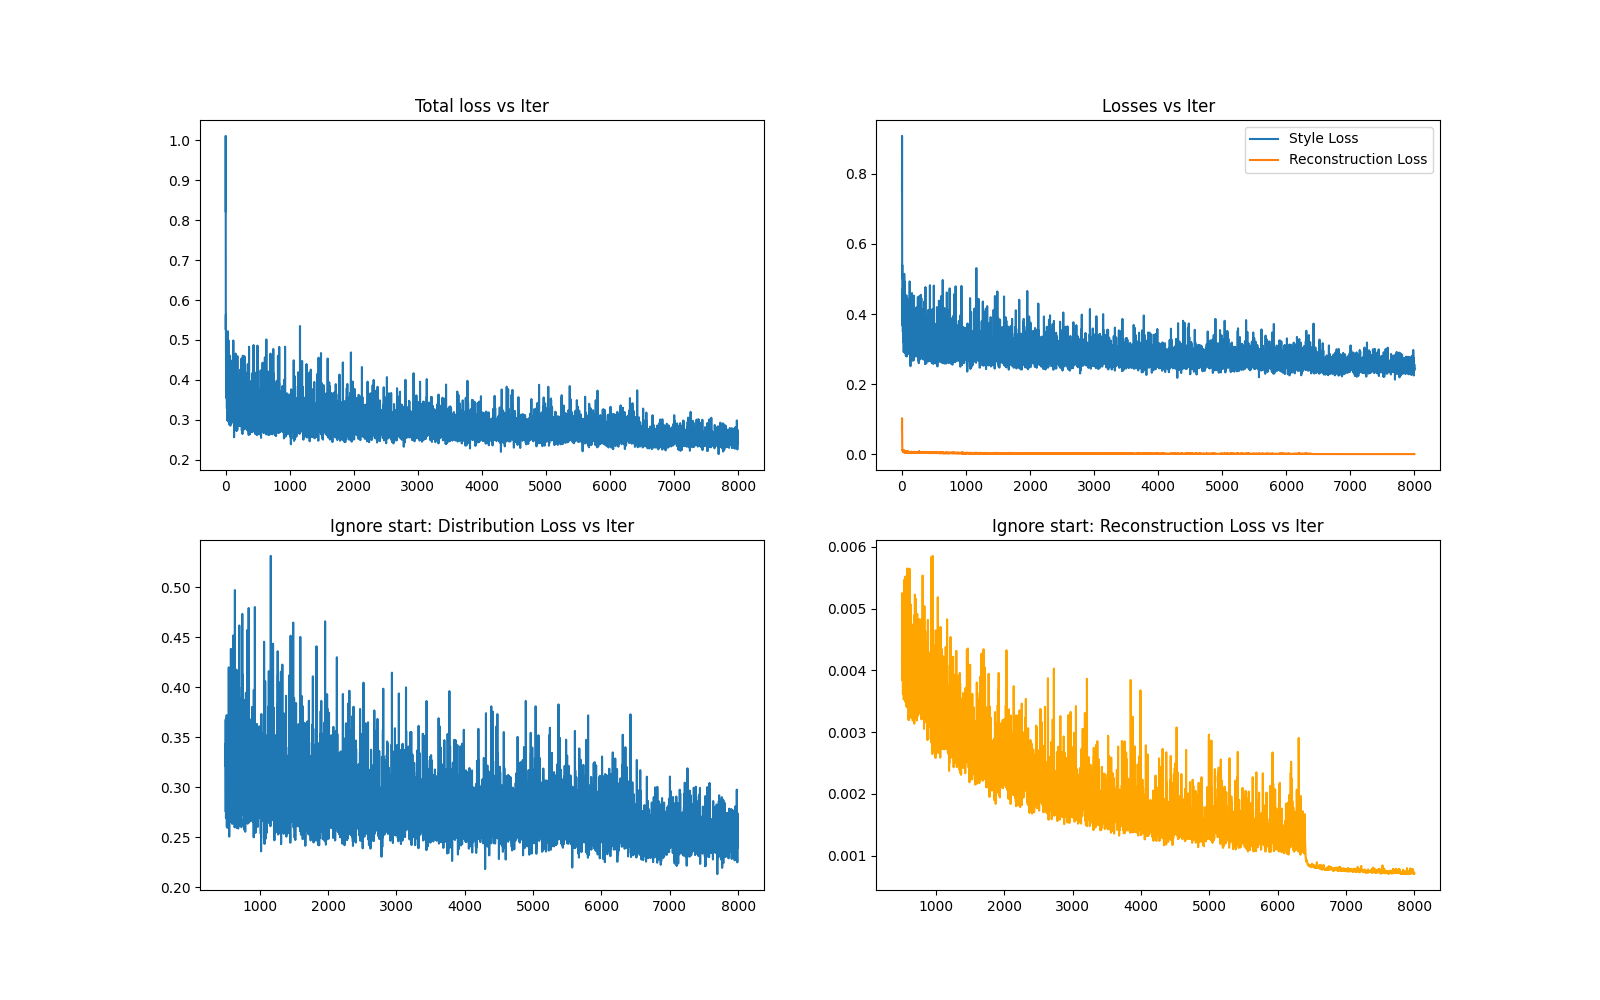 Total loss vs Iter
1.0
0.9
0.8
0.7
0.6
0.5
0.4
0.3
0.2
0 1000 2000 3000 4000 5000 6000 7000 8000
Losses vs Iter
Style Loss
Reconstruction Loss
0.8
0.6
0.4
0.2
0.0
0 1000 2000 3000 4000 5000 6000 7000 8000
Ignore start: Distribution Loss vs Iter
0.50
0.45
0.40
0.35
0.30
0.25
0.20
1000 2000 3000 4000 5000 6000 7000 8000
Ignore start: Reconstruction Loss vs Iter
0.006
0.005
0.004
0.003
0.002
0.001
1000 2000 3000 4000 5000 6000 7000 8000